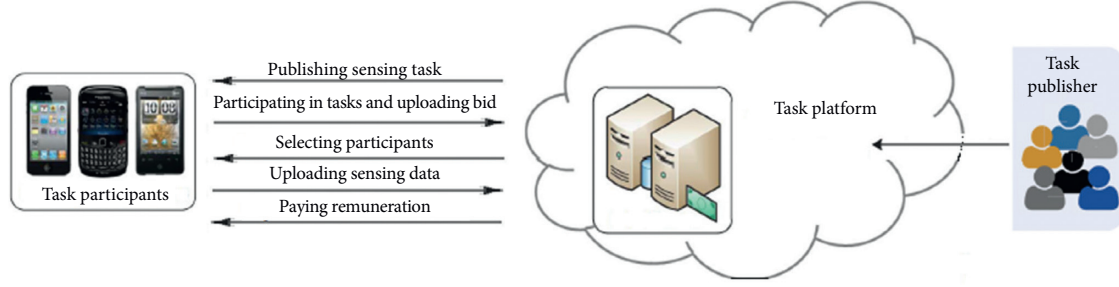 Publishing sensing task
Participating in tasks and uploading bid
Selecting participants
Uploading sensing data
Paying remuneration
Task participants
Task platform
Task
publisher